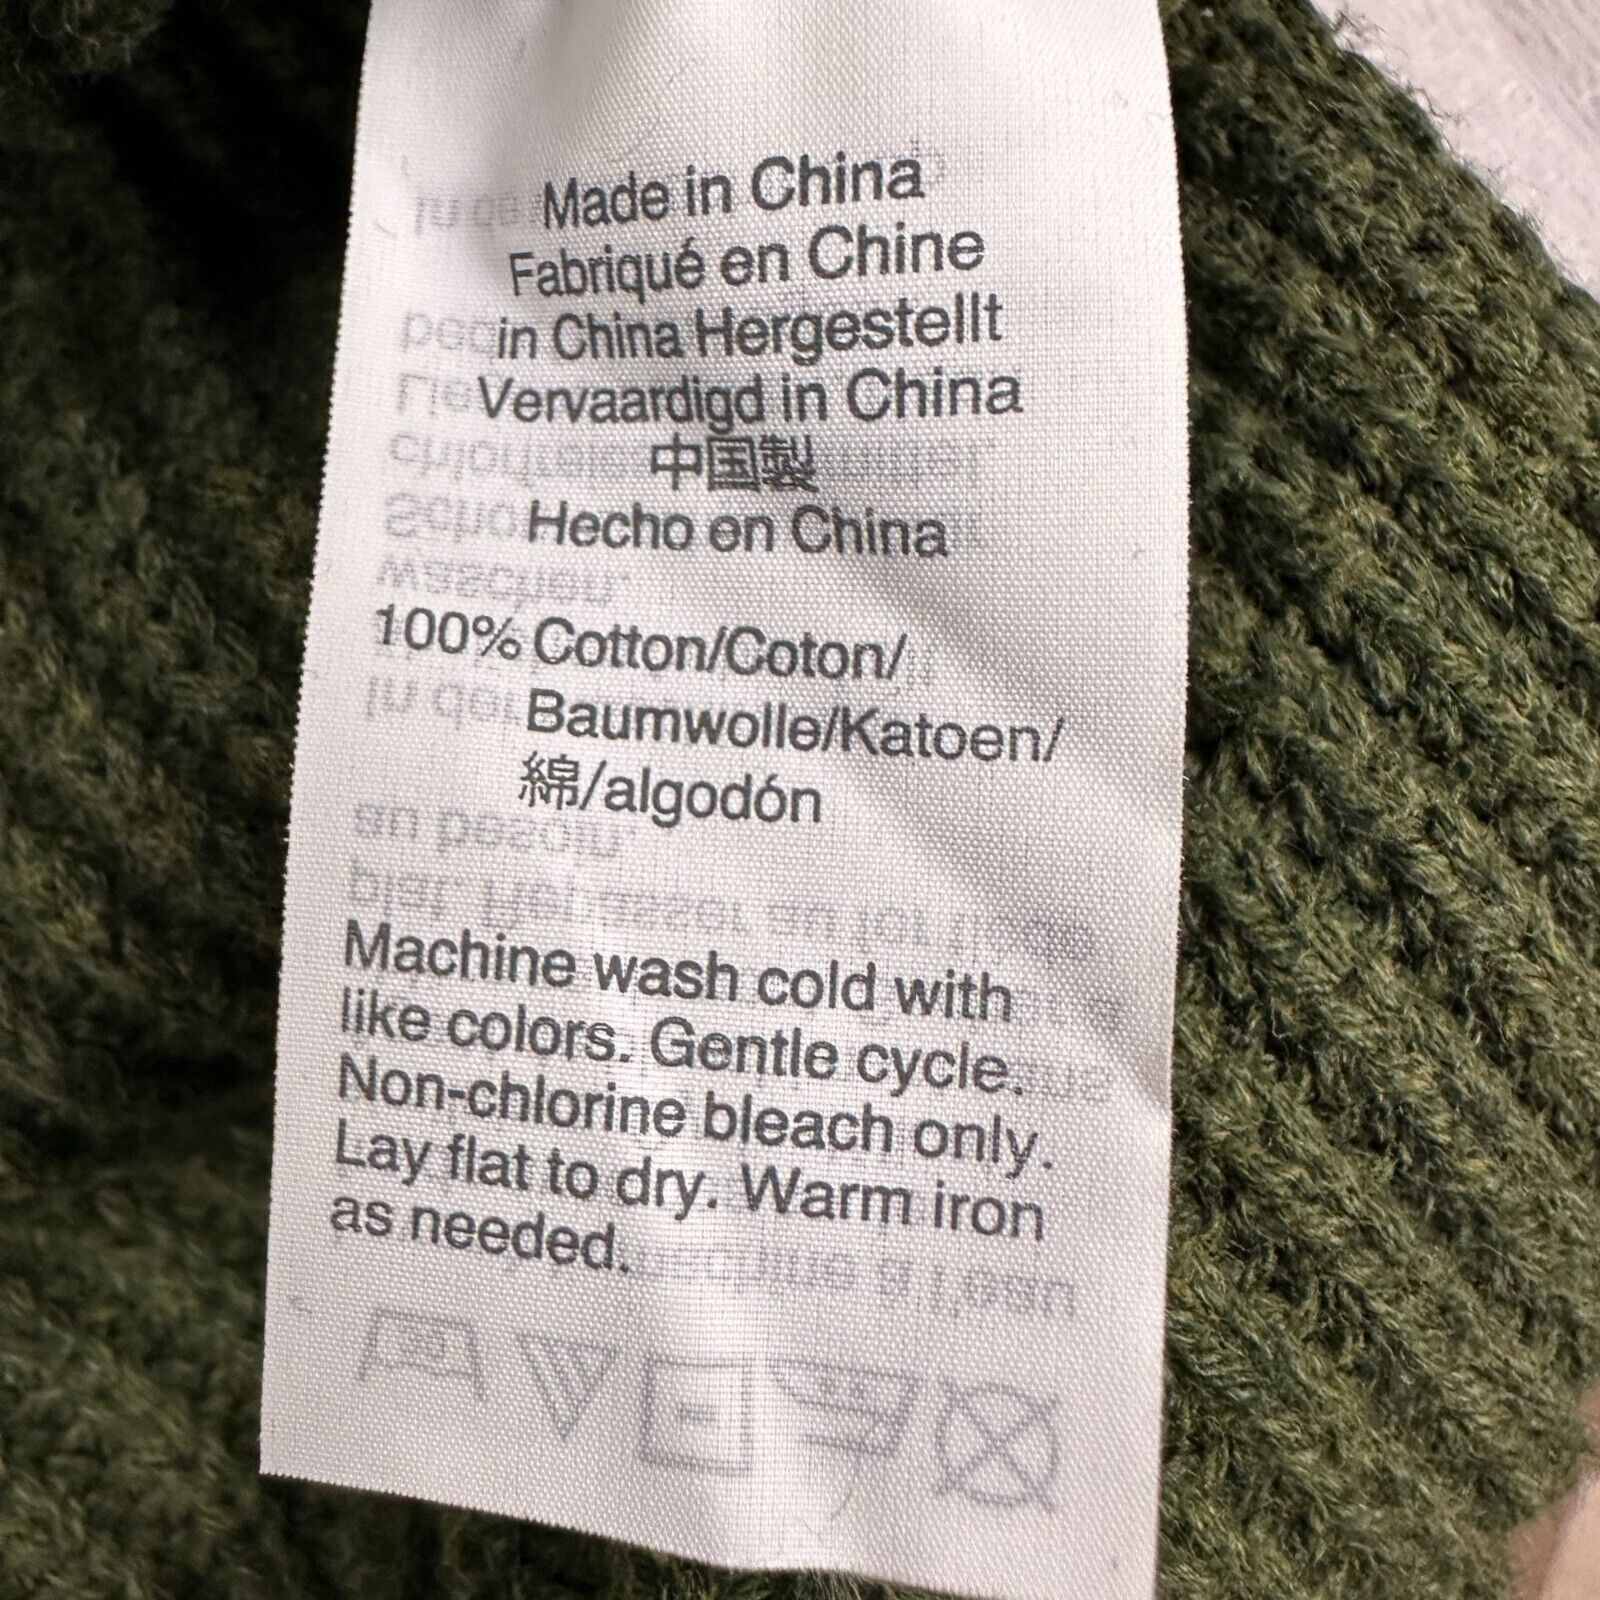 Made in China
Fabriqué en Chine
in China Hergestellt
Vervaardigd in China
中国製
Hecho en China
100% Cotton/Coton/
Baumwolle/Katoen/
綿/algodón
Machine wash cold with
like colors. Gentle cycle.
Non-chlorine bleach only.
Lay flat to dry. Warm iron
as needed.